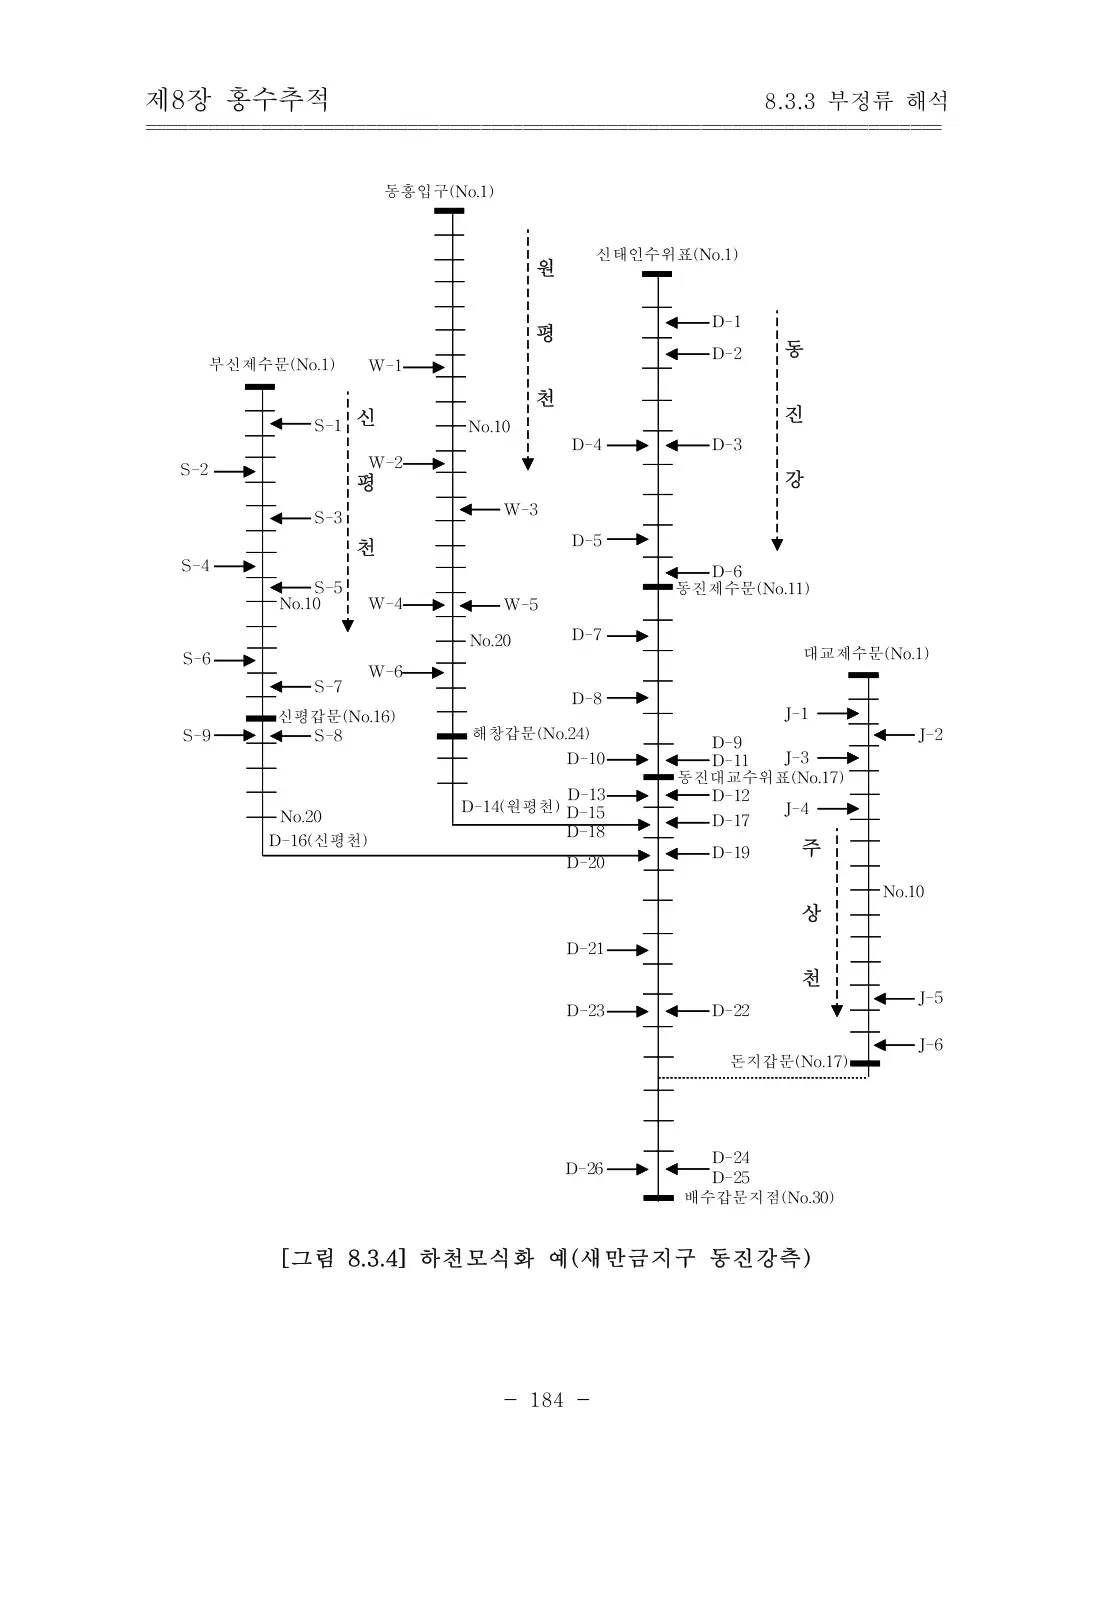 제8장 홍수추적
8.3.3 부정류 해석
동흥입구(No.1)
신태인수위표(No.1)
원
평
천
D-1
D-2
동
진
강
부신제수문(No.1)
W-1
S-1
신
평
천
No.10
D-4
D-3
S-2
W-2
W-3
S-3
D-5
S-4
D-6
S-5
동진제수문(No.11)
No.10
W-4
W-5
D-7
No.20
대교제수문(No.1)
S-6
W-6
S-7
D-8
J-1
신평갑문(No.16)
해창갑문(No.24)
S-9
S-8
J-2
D-9
D-10
D-11
J-3
동진대교수위표(No.17)
D-13
D-12
D-14(원평천)
D-15
J-4
No.20
D-17
D-18
D-16(신평천)
주
상
천
D-19
D-20
No.10
D-21
J-5
D-23
D-22
J-6
돈지갑문(No.17)
D-24
D-26
D-25
배수갑문지점(No.30)
[그림 8.3.4] 하천모식화 예(새만금지구 동진강측)
- 184 -